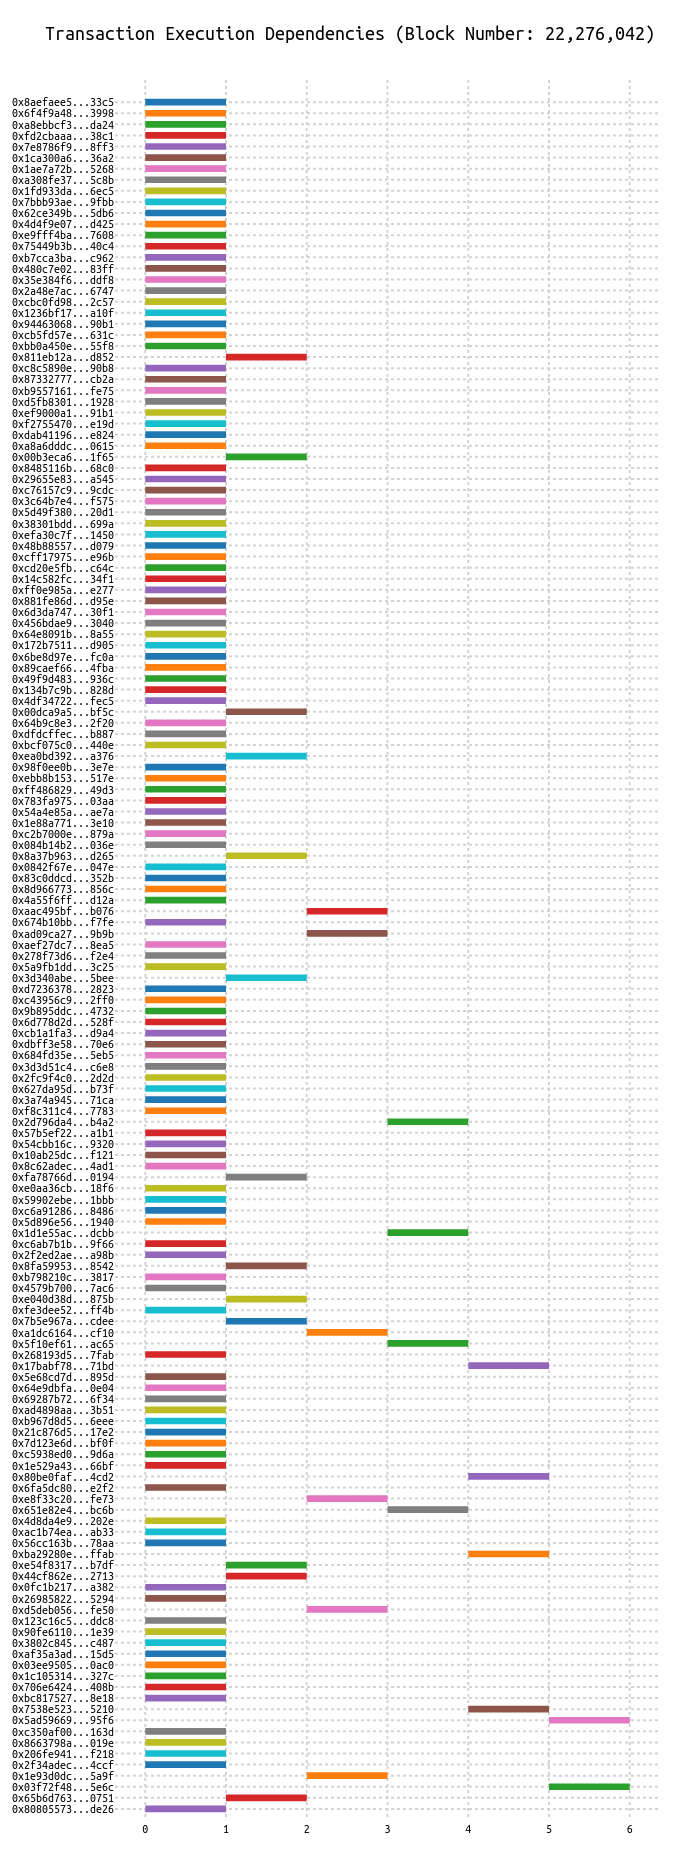 Transaction Execution Dependencies (Block Number: 22,276,042)
0x8aefaee5...33c5
0x6f4f9a48...3998
0xa8ebbcf3...da24
0xfd2cbaaa...38c1
0x7e8786f9...8ff3
0x1ca300a6...36a2
0x1ae7a72b...5268
0xa308fe37...5c8b
0x1fd933da...6ec5
0x7bbb93ae...9fbb
0x62ce349b...5db6
0x4d4f9e07...d425
0xe9fff4ba...7608
0x75449b3b...40c4
0xb7cca3ba...c962
0x480c7e02...83ff
0x35e384f6...ddf8
0x2a48e7ac...6747
0xcbc0fd98...2c57
0x1236bf17...a10f
0x94463068...90b1
0xcb5fd57e...631c
0xbb0a450e...55f8
0x811eb12a...d852
0xc8c5890e...90b8
0x87332777...cb2a
0xb9557161...fe75
0xd5fb8301...1928
0xef9000a1...91b1
0xf2755470...e19d
0xdab41196...e824
0xa8a6dddc...0615
0x00b3eca6...1f65
0x8485116b...68c0
0x29655e83...a545
0xc76157c9...9cdc
0x3c64b7e4...f575
0x5d49f380...20d1
0x38301bdd...699a
0xefa30c7f...1450
0x48b88557...d079
0xcff17975...e96b
0xcd20e5fb...c64c
0x14c582fc...34f1
0xff0e985a...e277
0x881fe86d...d95e
0x6d3da747...30f1
0x456bdae9...3040
0x64e8091b...8a55
0x172b7511...d905
0x6be8d97e...fc0a
0x89caef66...4fba
0x49f9d483...936c
0x134b7c9b...828d
0x4df34722...fec5
0x00dca9a5...bf5c
0x64b9c8e3...2f20
0xdfdcffec...b887
0xbcf075c0...440e
0xea0bd392...a376
0x98f0ee0b...3e7e
0xebb8b153...517e
0xff486829...49d3
0x783fa975...03aa
0x54a4e85a...ae7a
0x1e88a771...3e10
0xc2b7000e...879a
0x084b14b2...036e
0x8a37b963...d265
0x0842f67e...047e
0x83c0ddcd...352b
0x8d966773...856c
0x4a55f6ff...d12a
0xaac495bf...b076
0x674b10bb...f7fe
0xad09ca27...9b9b
0xaef27dc7...8ea5
0x278f73d6...f2e4
0x5a9fb1dd...3c25
0x3d340abe...5bee
0xd7236378...2823
0xc43956c9...2ff0
0x9b895ddc...4732
0x6d778d2d...528f
0xcb1a1fa3...d9a4
0xdbff3e58...70e6
0x684fd35e...5eb5
0x3d3d51c4...c6e8
0x2fc9f4c0...2d2d
0x627da95d...b73f
0x3a74a945...71ca
0xf8c311c4...7783
0x2d796da4...b4a2
0x57b5ef22...a1b1
0x54cbb16c...9320
0x10ab25dc...f121
0x8c62adec...4ad1
0xfa78766d...0194
0xe0aa36cb...18f6
0x59902ebe...1bbb
0xc6a91286...8486
0x5d896e56...1940
0x1d1e55ac...dcbb
0xc6ab7b1b...9f66
0x2f2ed2ae...a98b
0x8fa59953...8542
0xb798210c...3817
0x4579b700...7ac6
0xe040d38d...875b
0xfe3dee52...ff4b
0x7b5e967a...cdee
0xa1dc6164...cf10
0x5f10ef61...ac65
0x268193d5...7fab
0x17babf78...71bd
0x5e68cd7d...895d
0x64e9dbfa...0e04
0x69287b72...6f34
0xad4898aa...3b51
0xb967d8d5...6eee
0x21c876d5...17e2
0x7d123e6d...bf0f
0xc5938ed0...9d6a
0x1e529a43...66bf
0x80be0faf...4cd2
0x6fa5dc80...e2f2
0xe8f33c20...fe73
0x651e82e4...bc6b
0x4d8da4e9...202e
0xac1b74ea...ab33
0x56cc163b...78aa
0xba29280e...ffab
0xe54f8317...b7df
0x44cf862e...2713
0x0fc1b217...a382
0x26985822...5294
0xd5deb056...fe50
0x123c16c5...ddc8
0x90fe6110...1e39
0x3802c845...c487
0xaf35a3ad...15d5
0x03ee9505...0ac0
0x1c105314...327c
0x706e6424...408b
0xbc817527...8e18
0x7538e523...5210
0x5ad59669...95f6
0xc350af00...163d
0x8663798a...019e
0x206fe941...f218
0x2f34adec...4ccf
0x1e93d0dc...5a9f
0x03f72f48...5e6c
0x65b6d763...0751
0x80805573...de26
0 1 2 3 4 5 6